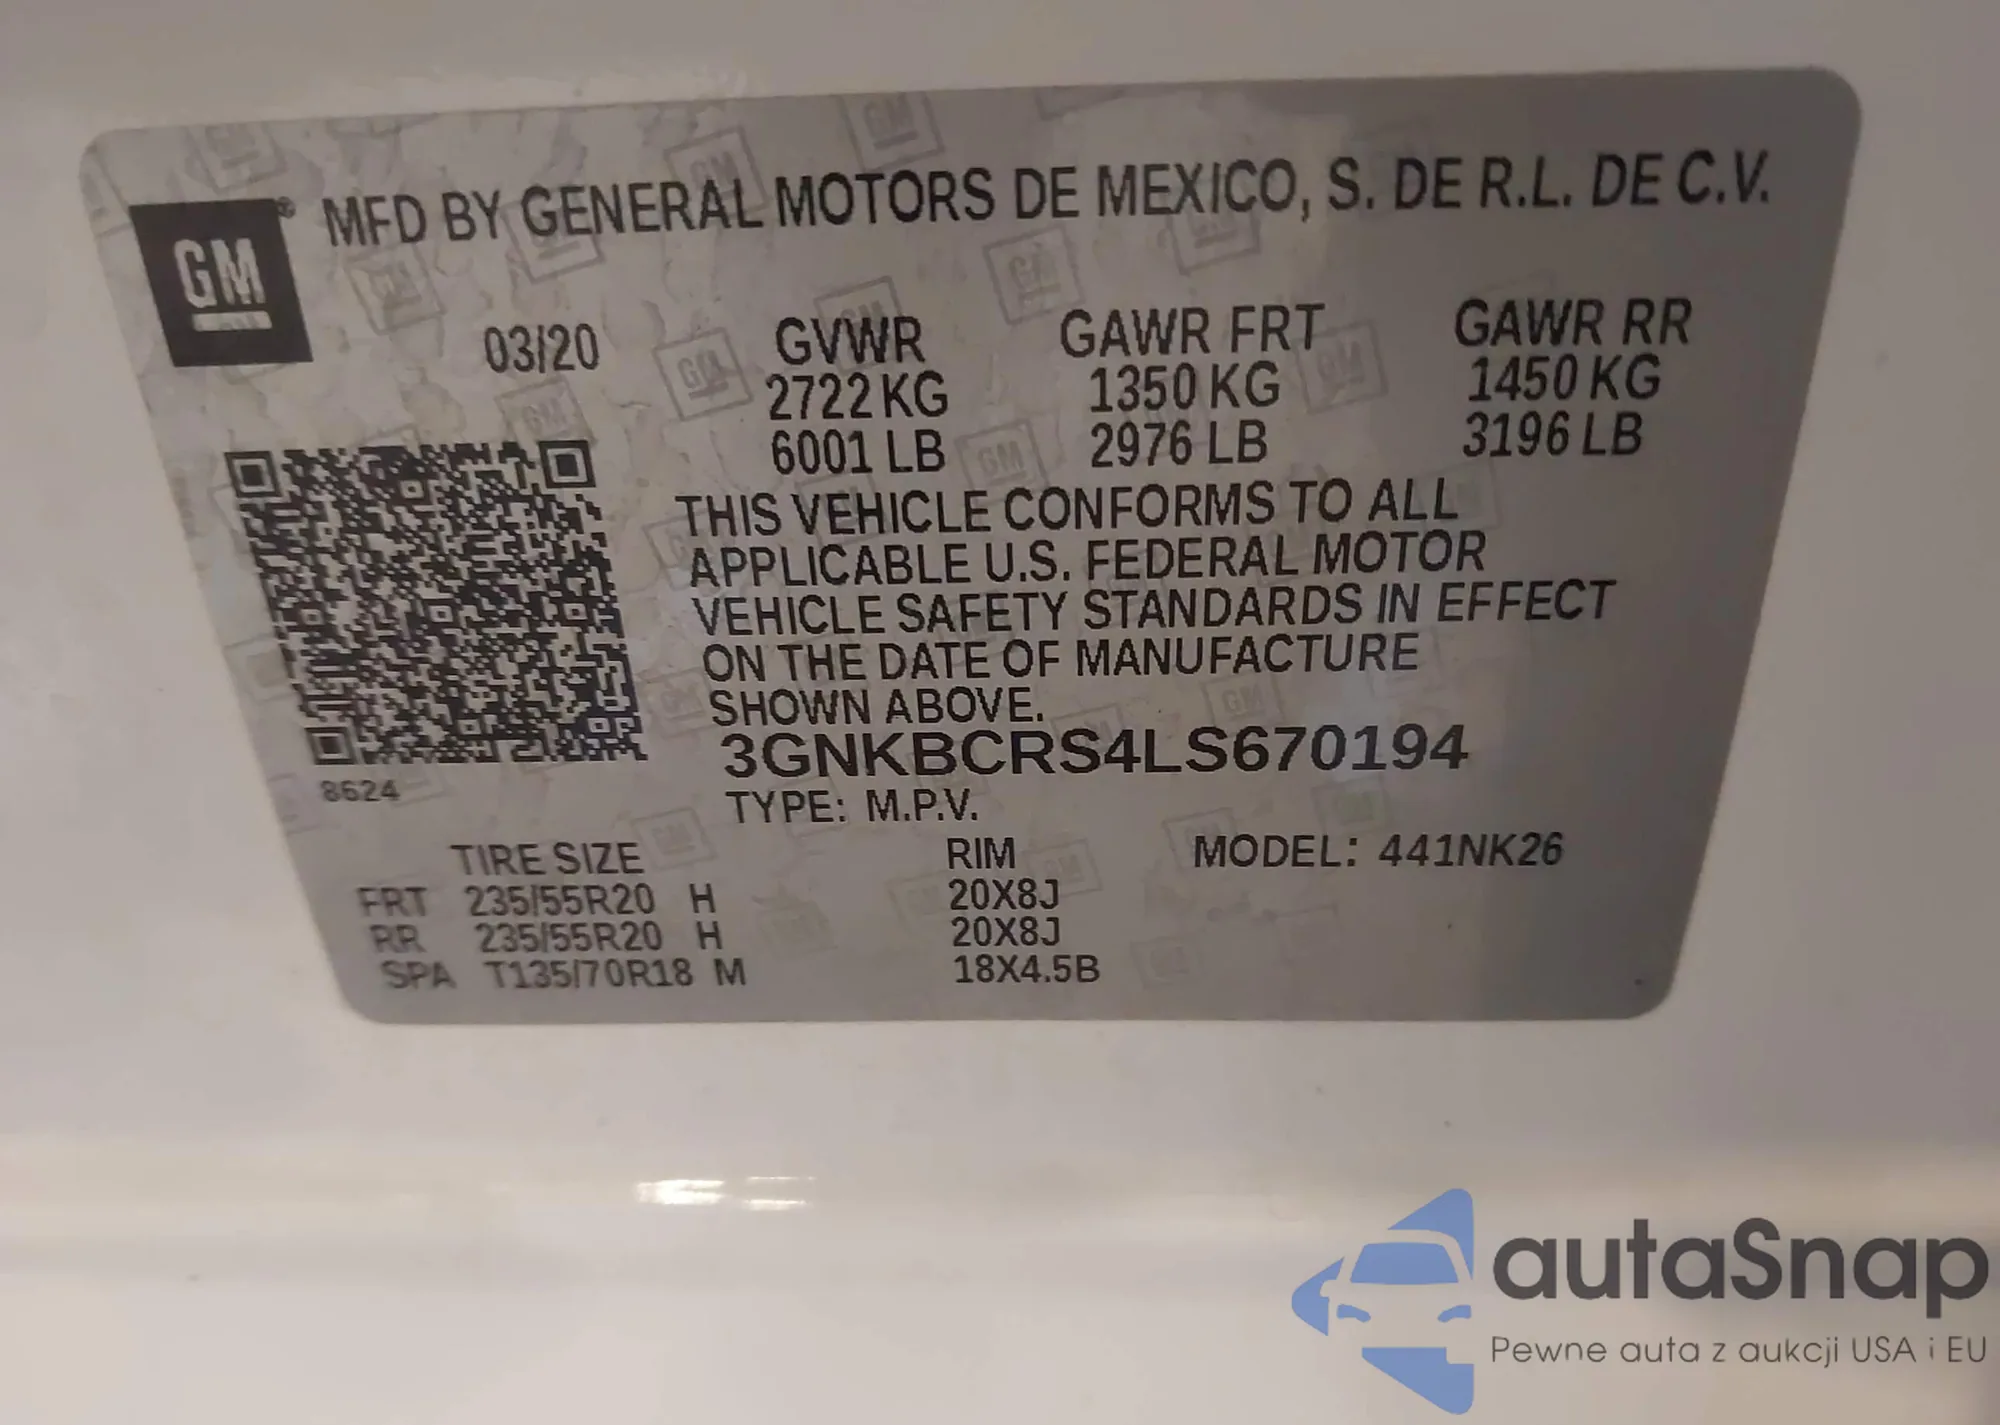 GM
MFD BY GENERAL MOTORS DE MEXICO, S. DE R.L. DE C.V.
03/20 GVWR GAWR FRT GAWR RR
2722 KG 1350 KG 1450 KG
6001 LB 2976 LB 3196 LB
THIS VEHICLE CONFORMS TO ALL
APPLICABLE U.S. FEDERAL MOTOR
VEHICLE SAFETY STANDARDS IN EFFECT
ON THE DATE OF MANUFACTURE
SHOWN ABOVE.
3GNKBCRS4LS670194
8624
TYPE: M.P.V.
TIRE SIZE RIM MODEL: 441NK26
FRT 235/55R20 H 20X8J
RR 235/55R20 H 20X8J
SPA T135/70R18 M 18X4.5B
autaSnap
Pewne auta z aukcji USA i EU